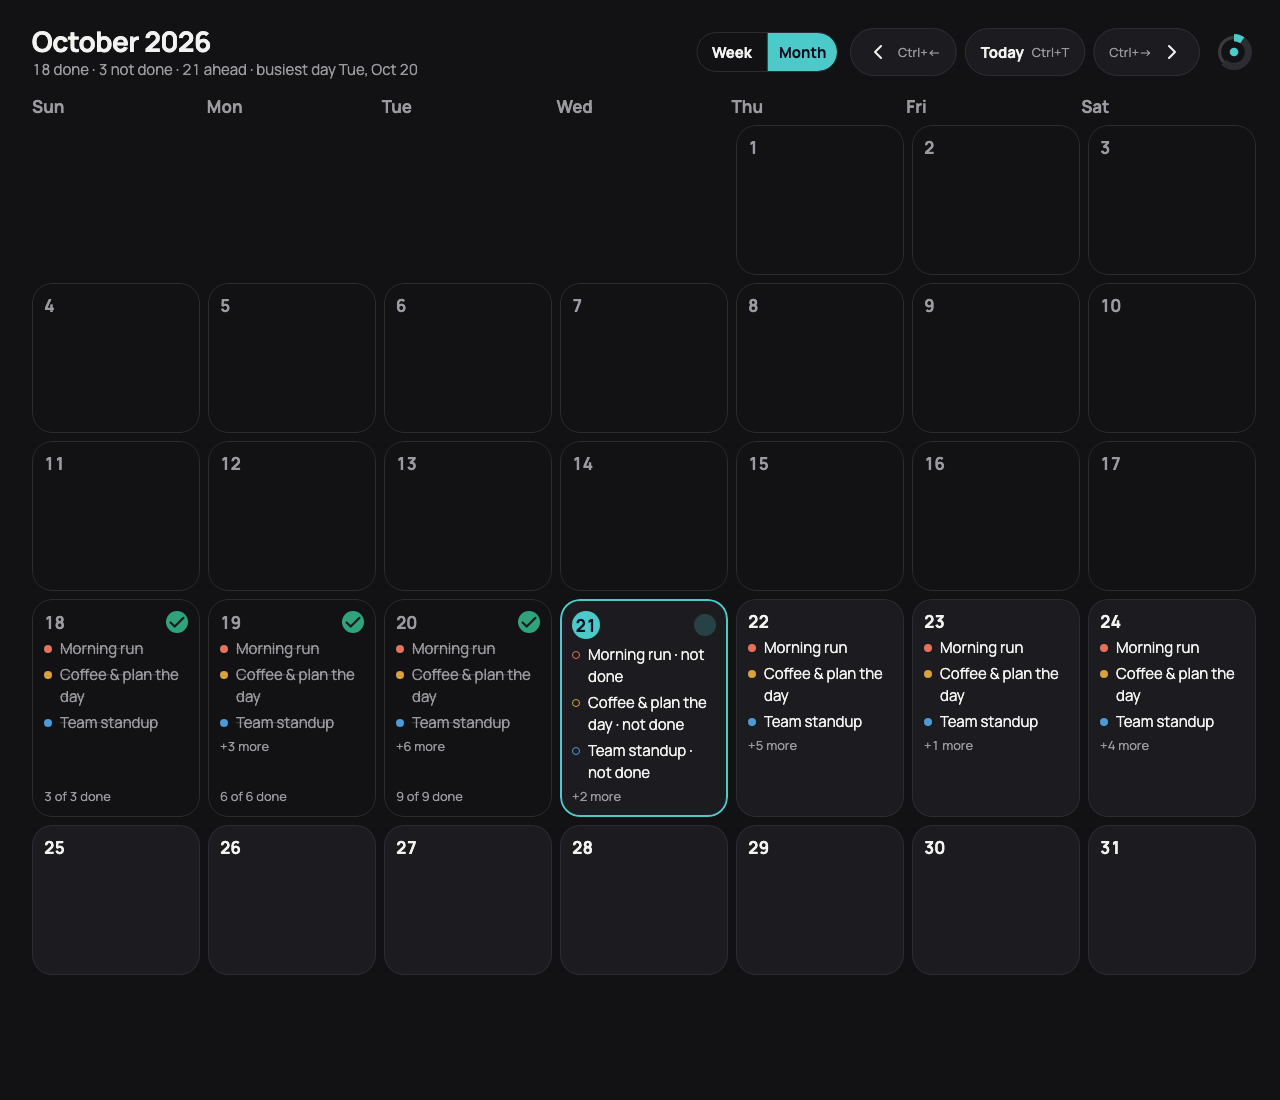 October 2026
18 done · 3 not done · 21 ahead · busiest day Tue, Oct 20
Week
Month
Ctrl+←
Today Ctrl+T
Ctrl+→
Sun Mon Tue Wed Thu Fri Sat
1
2
3
4
5
6
7
8
9
10
11
12
13
14
15
16
17
18
Morning run
Coffee & plan the
day
Team standup
3 of 3 done
19
Morning run
Coffee & plan the
day
Team standup
+3 more
6 of 6 done
20
Morning run
Coffee & plan the
day
Team standup
+6 more
9 of 9 done
21
Morning run · not
done
Coffee & plan the
day · not done
Team standup ·
not done
+2 more
22
Morning run
Coffee & plan the
day
Team standup
+5 more
23
Morning run
Coffee & plan the
day
Team standup
+1 more
24
Morning run
Coffee & plan the
day
Team standup
+4 more
25
26
27
28
29
30
31